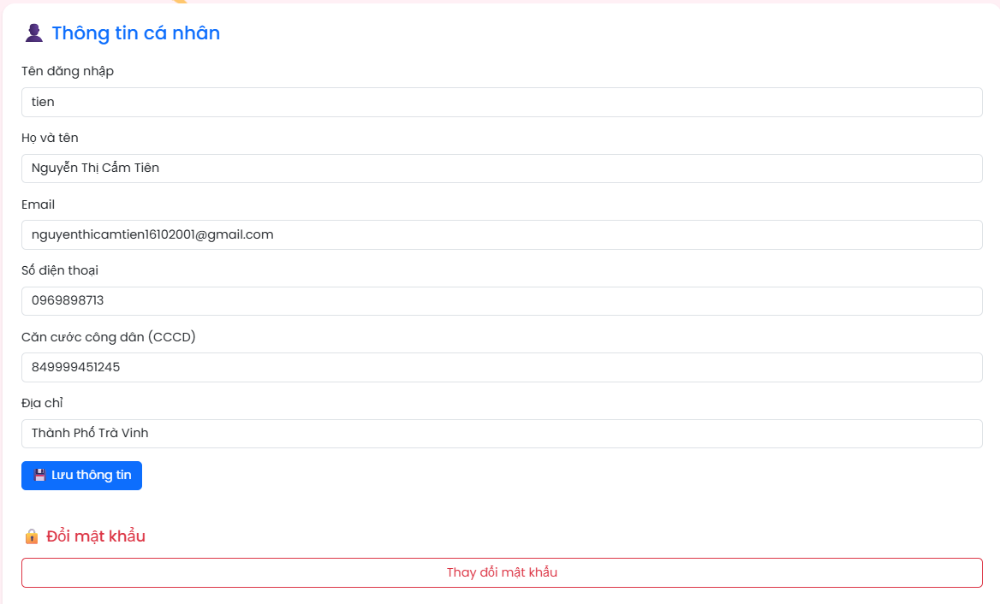 Thông tin cá nhân
Tên đăng nhập
tien
Họ và tên
Nguyễn Thị Cẩm Tiên
Email
nguyenthicamtien16102001@gmail.com
Số điện thoại
0969898713
Căn cước công dân (CCCD)
849999451245
Địa chỉ
Thành Phố Trà Vinh
Lưu thông tin
Đổi mật khẩu
Thay đổi mật khẩu